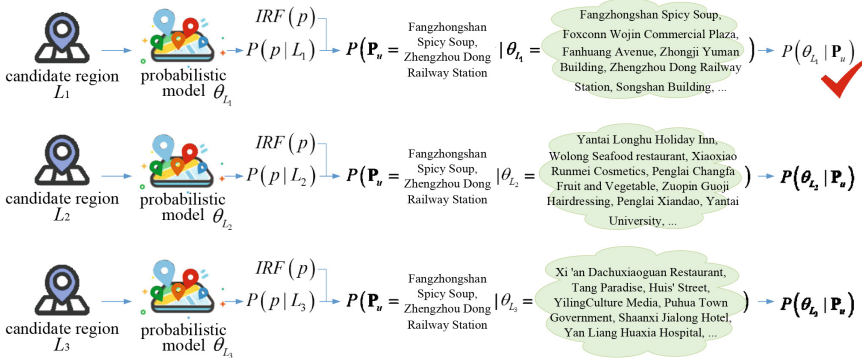 candidate region
L1
probabilistic
model θL1
IRF(p)
P(p|L1)
P(Pu =
Fangzhongshan
Spicy Soup,
Zhengzhou Dong
Railway Station
|θL1 =
Fangzhongshan Spicy Soup,
Foxconn Wojin Commercial Plaza,
Fanhuang Avenue, Zhongji Yuman
Building, Zhengzhou Dong Railway
Station, Songshan Building, ...
)
P(θL1|Pu)
candidate region
L2
probabilistic
model θL2
IRF(p)
P(p|L2)
P(Pu =
Fangzhongshan
Spicy Soup,
Zhengzhou Dong
Railway Station
|θL2 =
Yantai Longhu Holiday Inn,
Wolong Seafood restaurant, Xiaoxiao
Runmei Cosmetics, Penglai Changfa
Fruit and Vegetable, Zuopin Guoji
Hairdressing, Penglai Xiandao, Yantai
University, ...
)
P(θL2|Pu)
candidate region
L3
probabilistic
model θL3
IRF(p)
P(p|L3)
P(Pu =
Fangzhongshan
Spicy Soup,
Zhengzhou Dong
Railway Station
|θL3 =
Xi 'an Dachuxiaoguan Restaurant,
Tang Paradise, Huis' Street,
YilingCulture Media, Puhua Town
Government, Shaanxi Jialong Hotel,
Yan Liang Huaxia Hospital, ...
)
P(θL3|Pu)